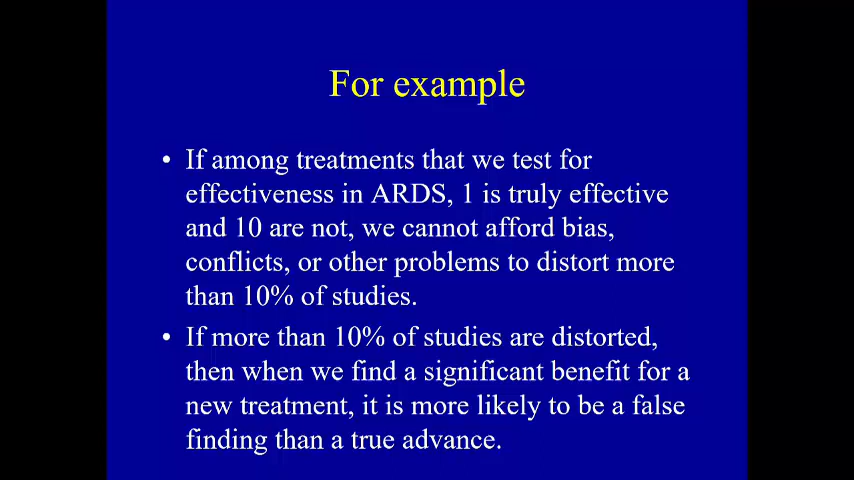 For example
• If among treatments that we test for
effectiveness in ARDS, 1 is truly effective
and 10 are not, we cannot afford bias,
conflicts, or other problems to distort more
than 10% of studies.
• If more than 10% of studies are distorted,
then when we find a significant benefit for a
new treatment, it is more likely to be a false
finding than a true advance.